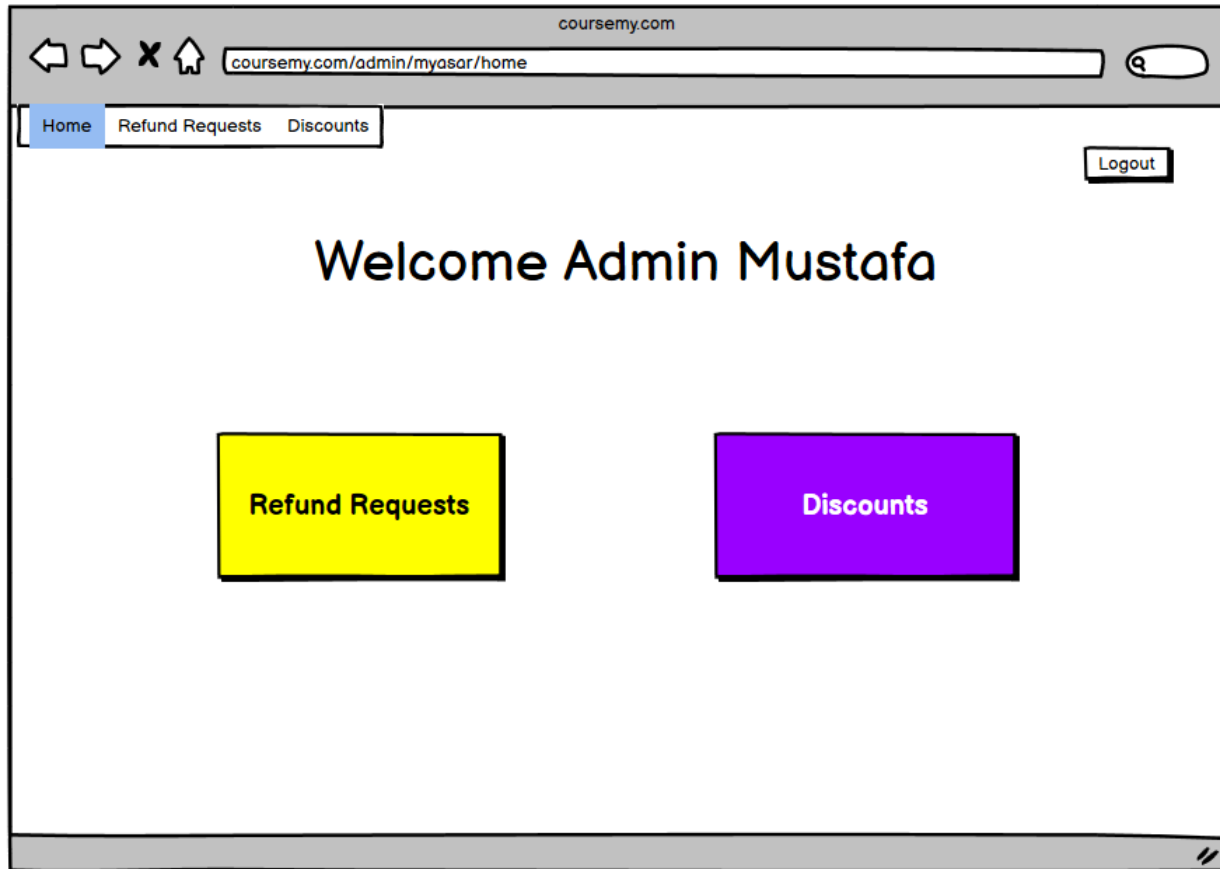 coursemy.com
coursemy.com/admin/myasar/home
Home Refund Requests Discounts
Logout
Welcome Admin Mustafa
Refund Requests
Discounts